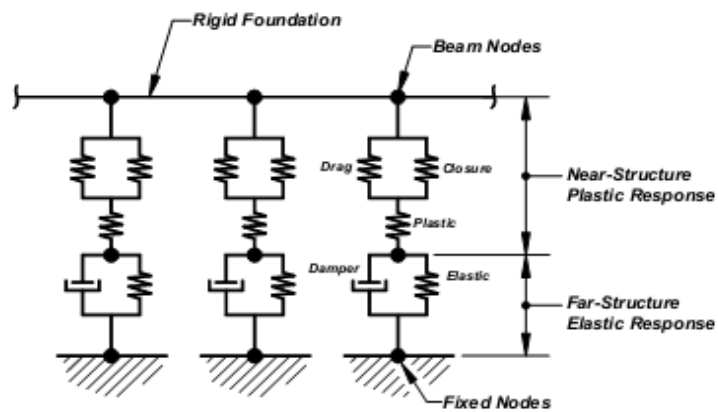 Rigid Foundation
Beam Nodes
Drag
Closure
Near-Structure
Plastic Response
Plastic
Damper
Elastic
Far-Structure
Elastic Response
Fixed Nodes